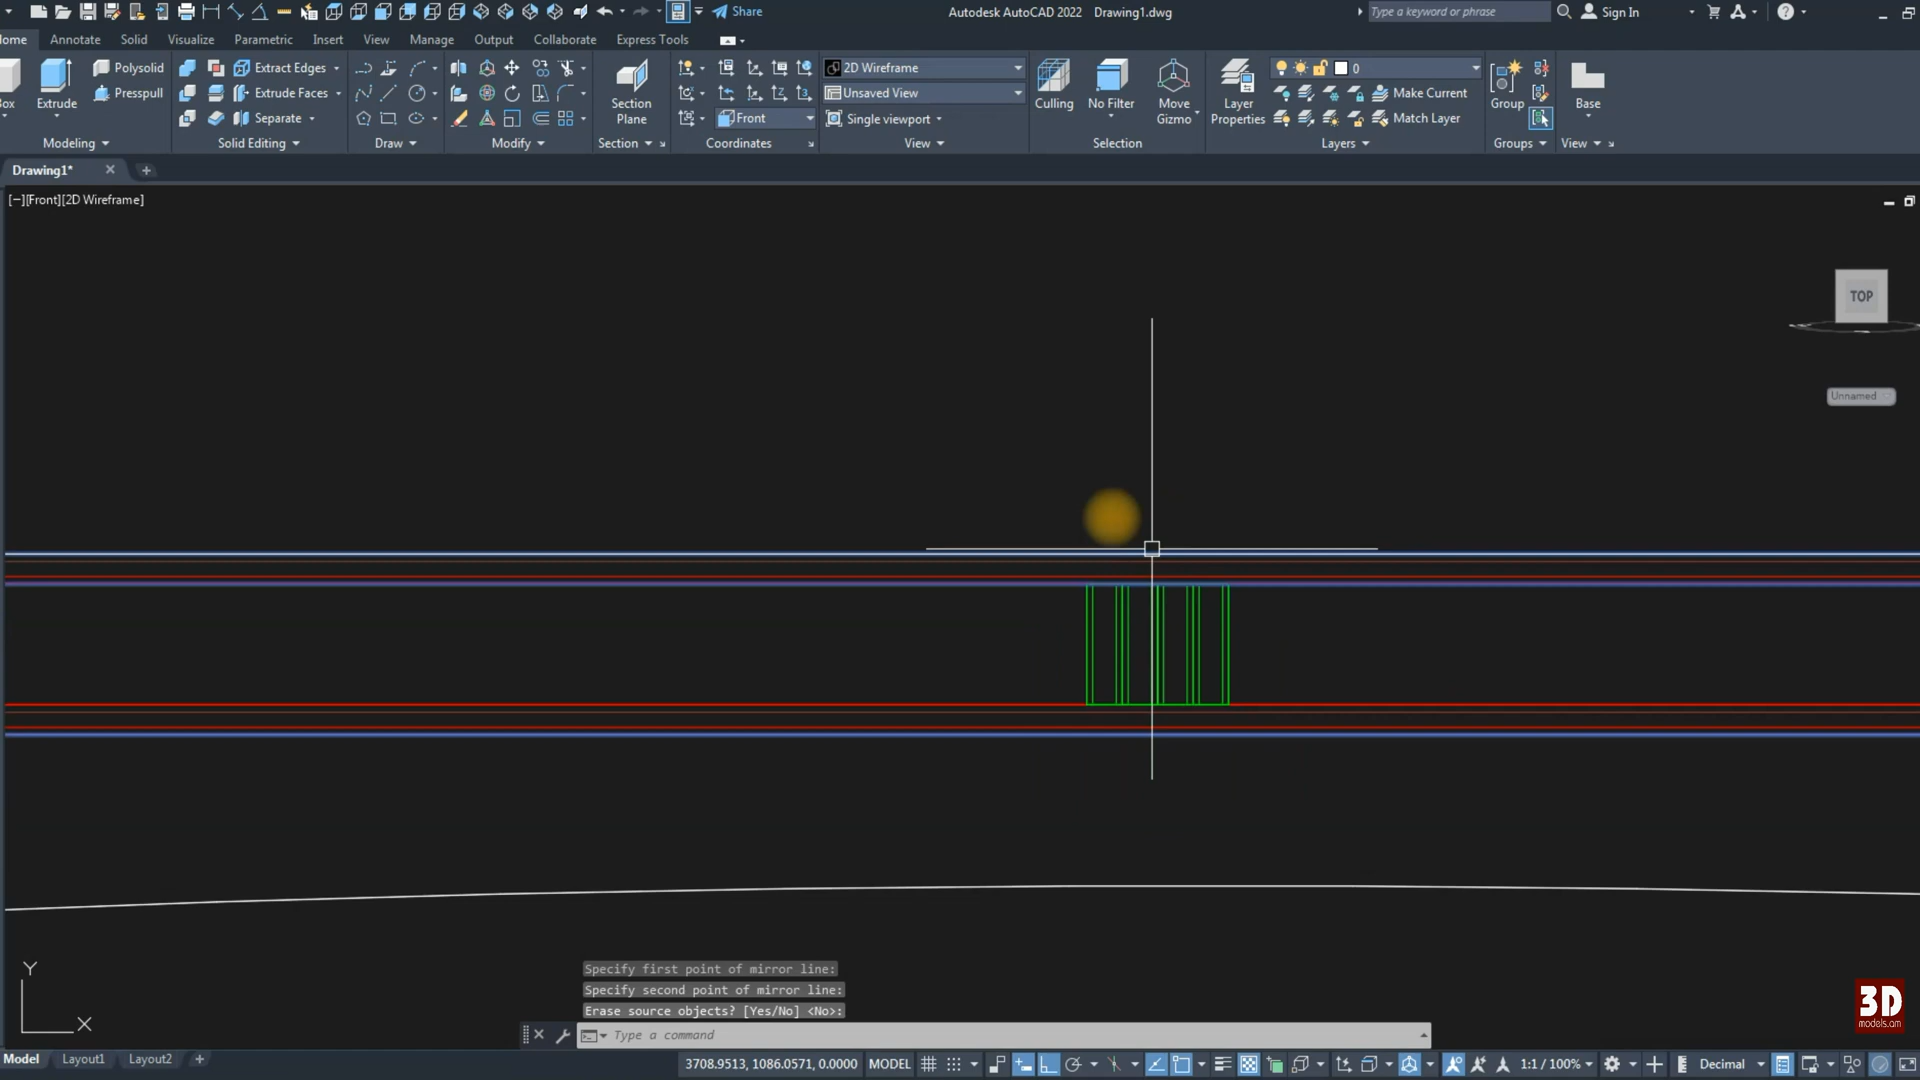 Share
Autodesk AutoCAD 2022 Drawing1.dwg
Type a keyword or phrase
Sign In
Annotate Solid Visualize Parametric Insert View Manage Output Collaborate Express Tools
Polysolid
Presspull
Extrude
Extract Edges
Extrude Faces
Separate
Section Plane
Front
2D Wireframe
Unsaved View
Single viewport
Culling
No Filter
Move Gizmo
Layer Properties
0
Make Current
Match Layer
Group
Base
Modeling Solid Editing Draw Modify Section Coordinates View Selection Layers Groups View
Drawing1*
[−][Front][2D Wireframe]
TOP
Unnamed
Y
X
Specify first point of mirror line:
Specify second point of mirror line:
Erase source objects? [Yes/No] <No>:
Type a command
3D
models.am
Model Layout1 Layout2
3708.9513, 1086.0571, 0.0000 MODEL
1:1 / 100%
Decimal